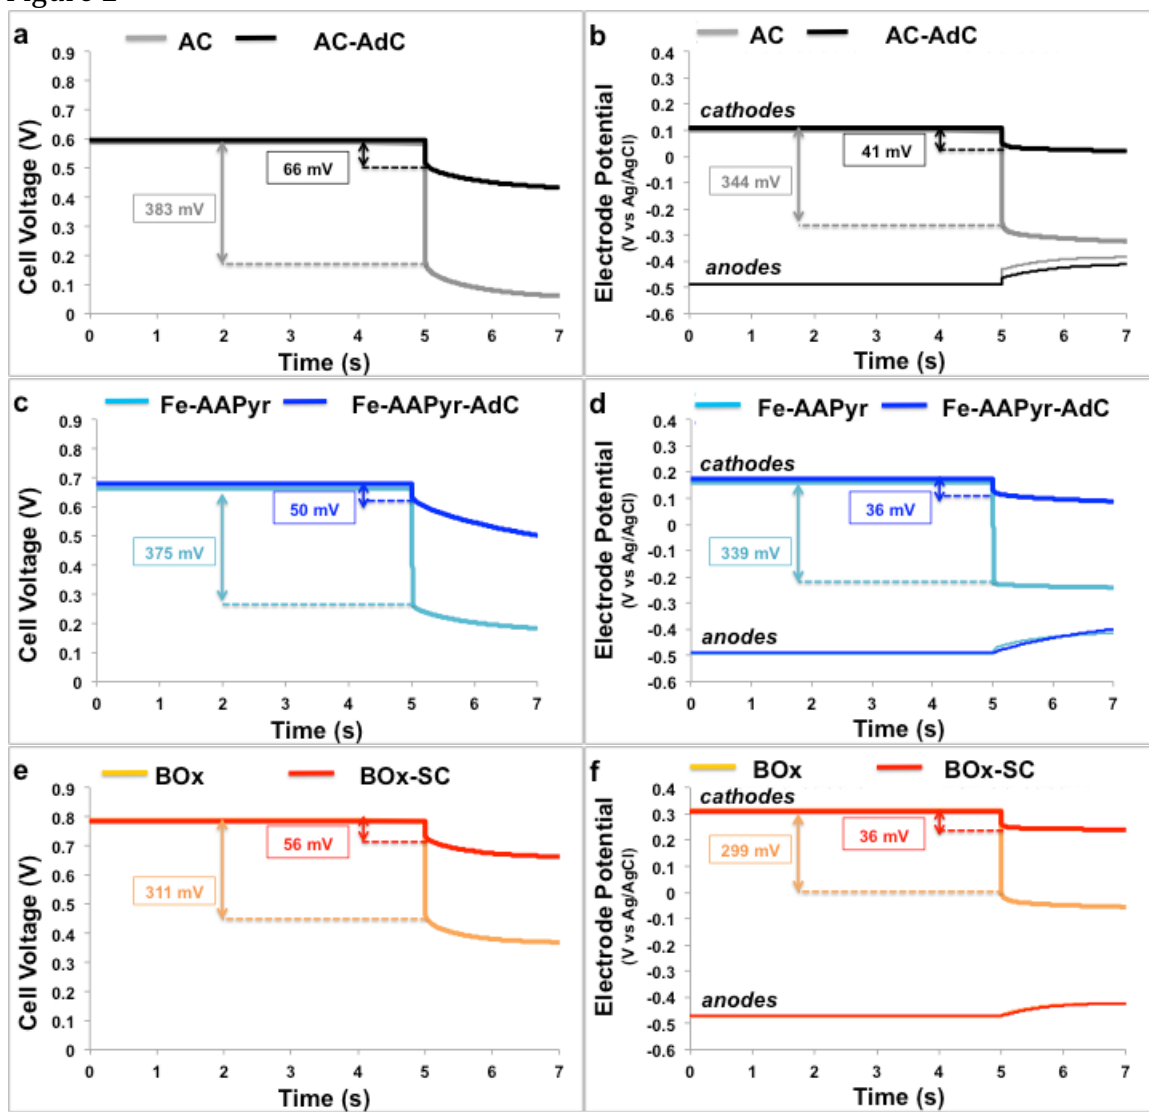 a AC AC-AdC
Cell Voltage (V)
0.9
0.8
0.7
0.6
0.5
0.4
0.3
0.2
0.1
0
66 mV
383 mV
0 1 2 3 4 5 6 7
Time (s)
b AC AC-AdC
Electrode Potential
(V vs Ag/AgCl)
0.4
0.3
0.2
0.1
0
-0.1
-0.2
-0.3
-0.4
-0.5
-0.6
cathodes
41 mV
344 mV
anodes
0 1 2 3 4 5 6 7
Time (s)
c Fe-AAPyr Fe-AAPyr-AdC
Cell Voltage (V)
0.9
0.8
0.7
0.6
0.5
0.4
0.3
0.2
0.1
0
50 mV
375 mV
0 1 2 3 4 5 6 7
Time (s)
d Fe-AAPyr Fe-AAPyr-AdC
Electrode Potential
(V vs Ag/AgCl)
0.4
0.3
0.2
0.1
0
-0.1
-0.2
-0.3
-0.4
-0.5
-0.6
cathodes
36 mV
339 mV
anodes
0 1 2 3 4 5 6 7
Time (s)
e BOx BOx-SC
Cell Voltage (V)
0.9
0.8
0.7
0.6
0.5
0.4
0.3
0.2
0.1
0
56 mV
311 mV
0 1 2 3 4 5 6 7
Time (s)
f BOx BOx-SC
Electrode Potential
(V vs Ag/AgCl)
0.4
0.3
0.2
0.1
0
-0.1
-0.2
-0.3
-0.4
-0.5
-0.6
cathodes
36 mV
299 mV
anodes
0 1 2 3 4 5 6 7
Time (s)